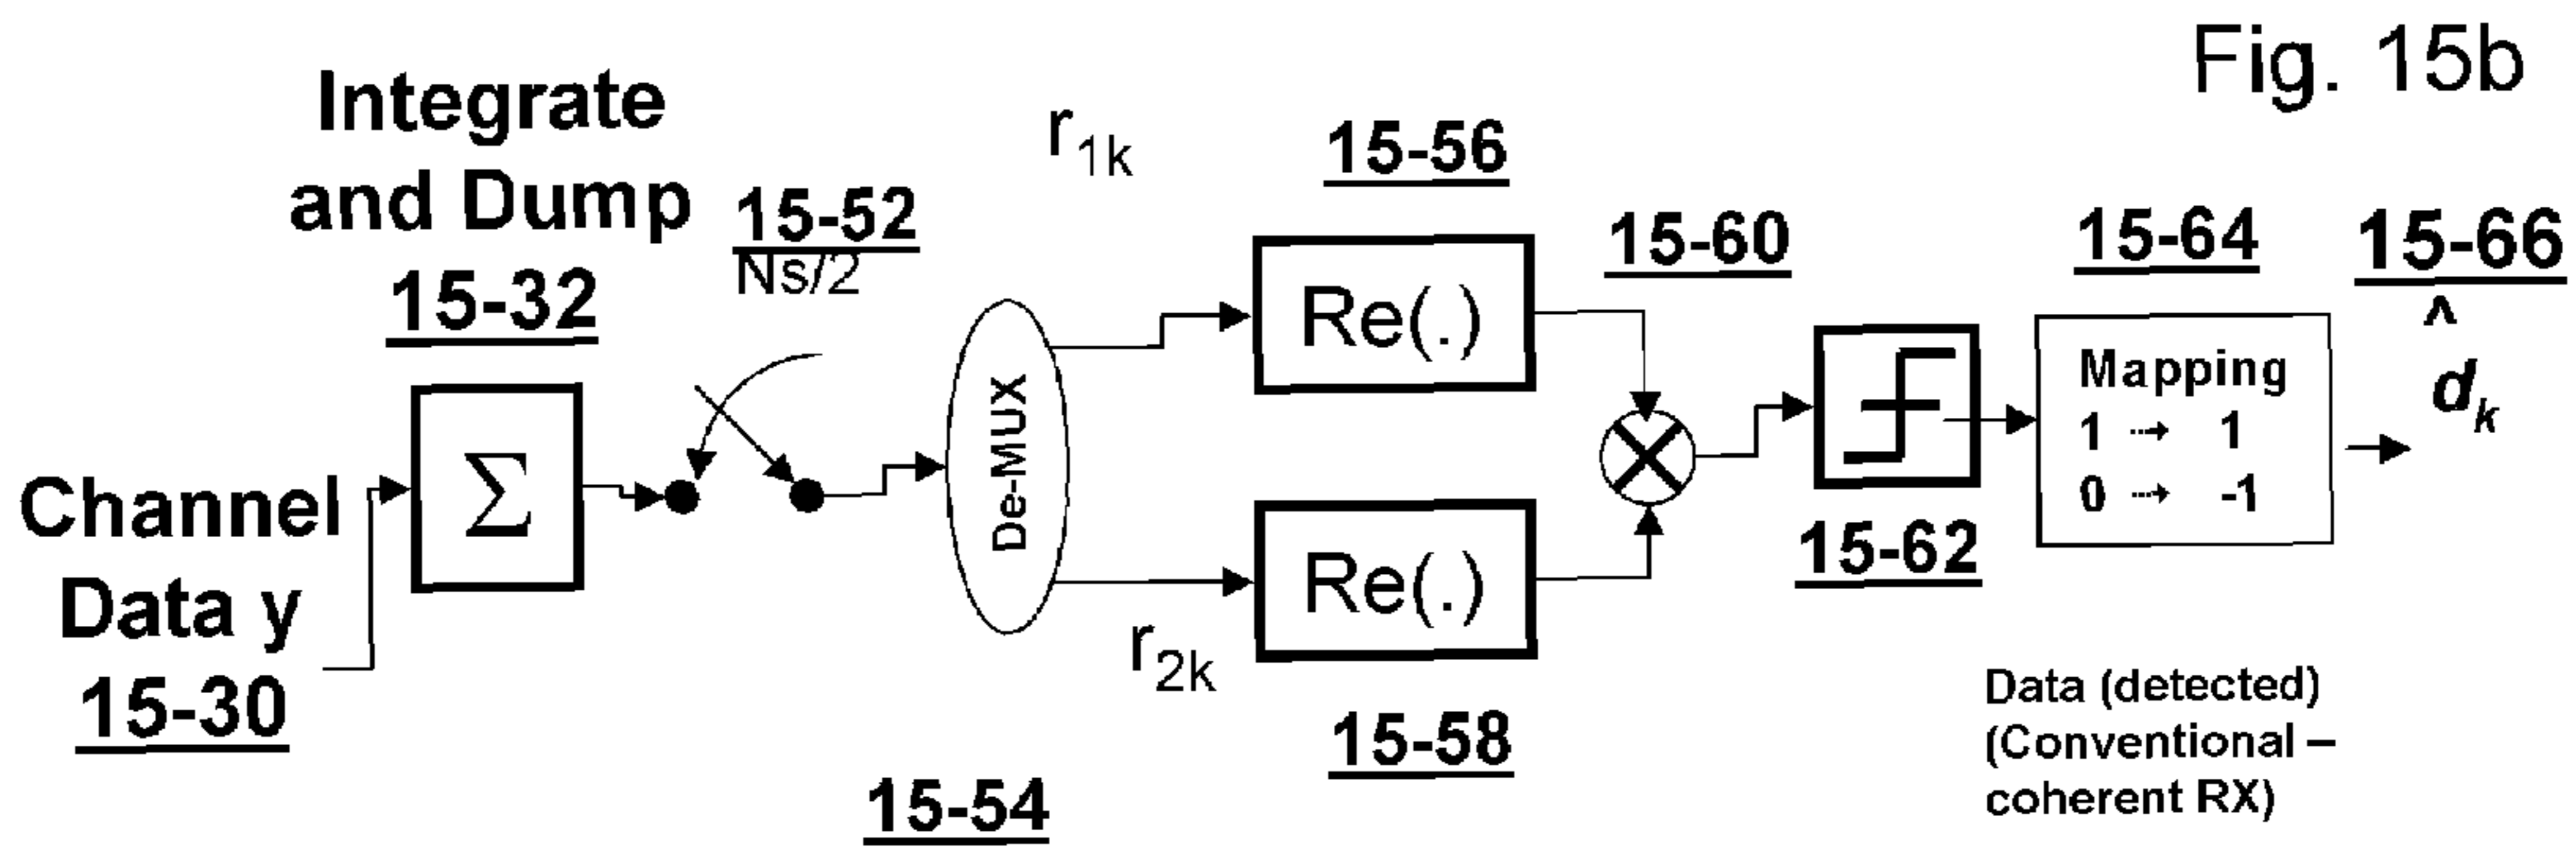 Fig. 15b
Integrate
and Dump
15-32
15-52
Ns/2
r1k
15-56
Re(.)
15-60
15-64
15-66
Mapping
1 ⇢ 1
0 ⇢ -1
^
dk
Σ
De-MUX
Channel
Data y
15-30
Re(.)
r2k
15-58
15-62
15-54
Data (detected)
(Conventional –
coherent RX)